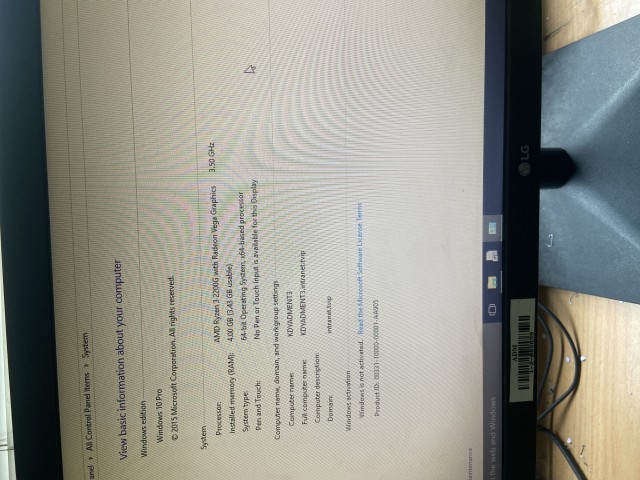 All Control Panel Items > System
View basic information about your computer
Windows edition
Windows 10 Pro
© 2015 Microsoft Corporation. All rights reserved.
System
Processor: AMD Ryzen 3 2200G with Radeon Vega Graphics 3.50 GHz
Installed memory (RAM): 4.00 GB (3.43 GB usable)
System type: 64-bit Operating System, x64-based processor
Pen and Touch: No Pen or Touch Input is available for this Display
Computer name, domain, and workgroup settings
Computer name: KDYADMENT3
Full computer name: KDYADMENT3.intranet.tvip
Computer description:
Domain: intranet.tvip
Windows activation
Windows is not activated. Read the Microsoft Software License Terms
Product ID: 00331-10000-00001-AA005
the web and Windows
LG
ADM